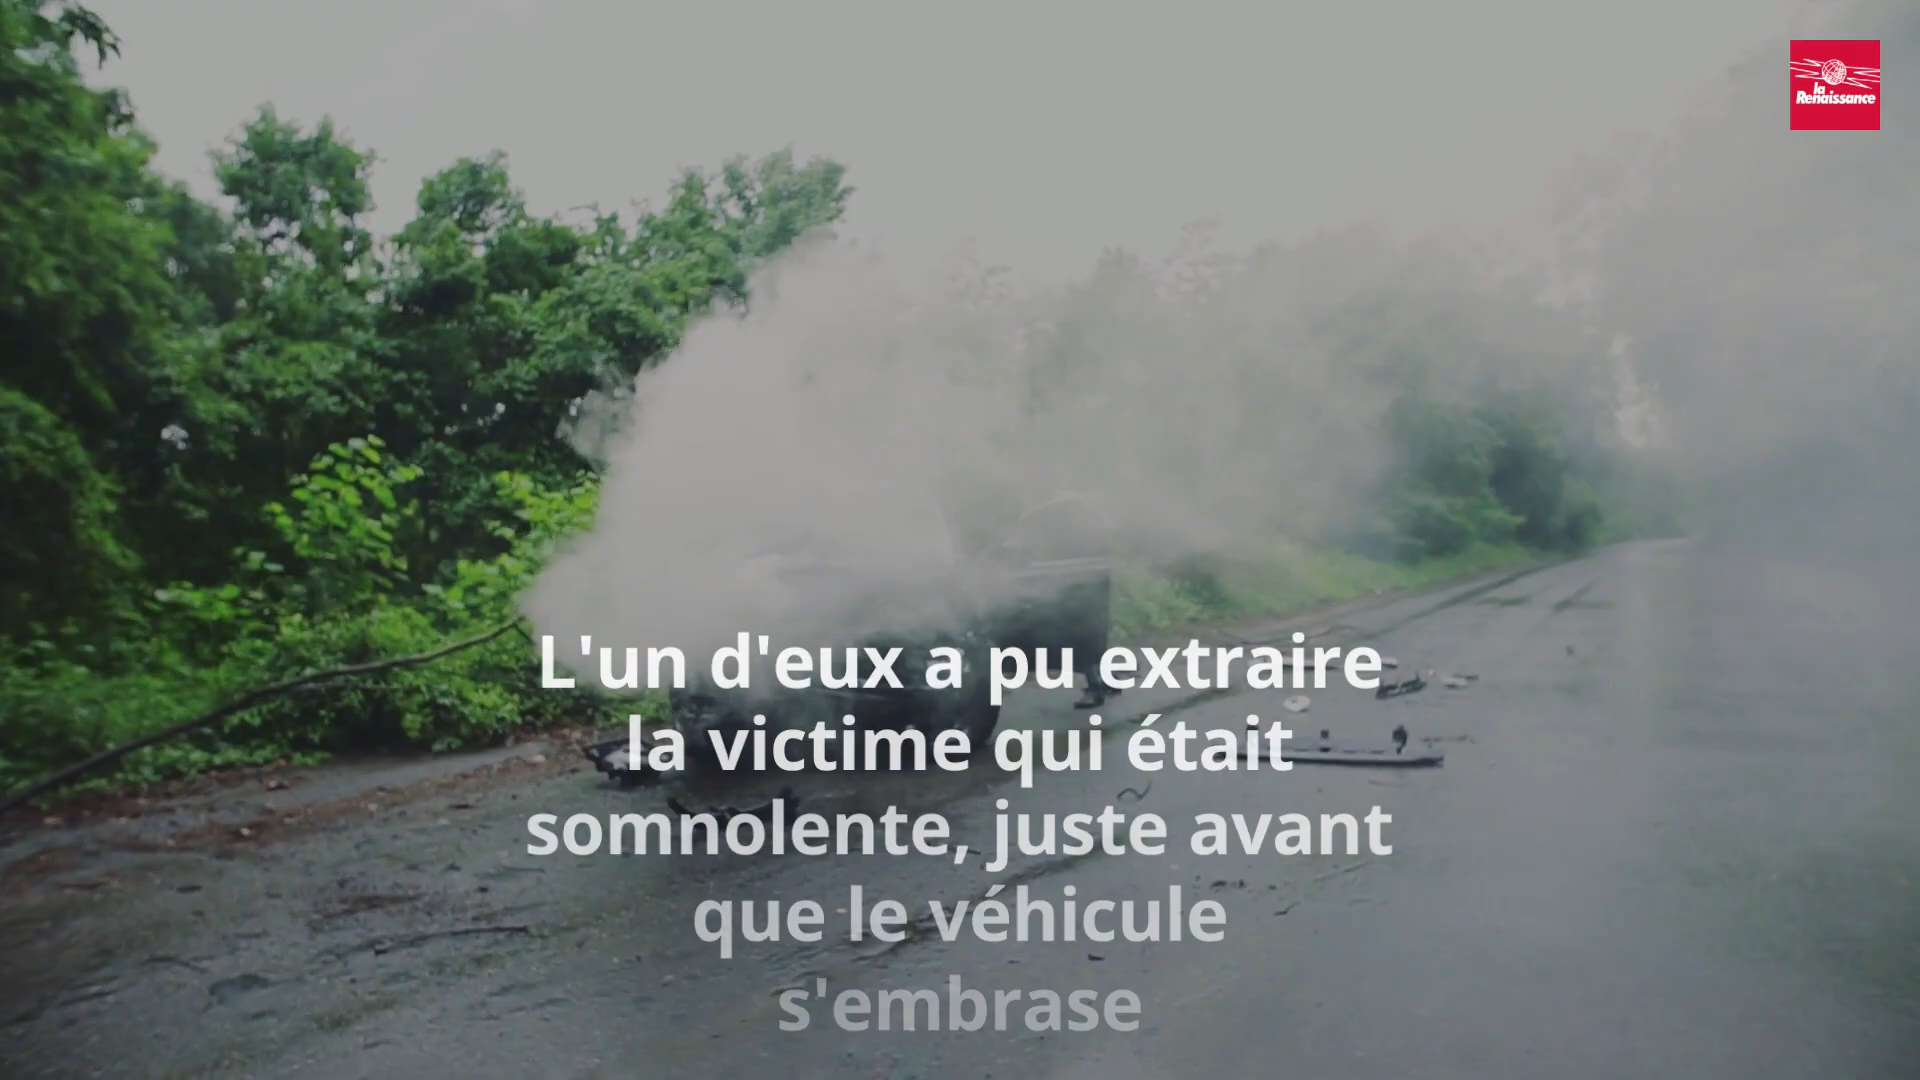 la
Renaissance
L'un d'eux a pu extraire
la victime qui était
somnolente, juste avant
que le véhicule
s'embrase